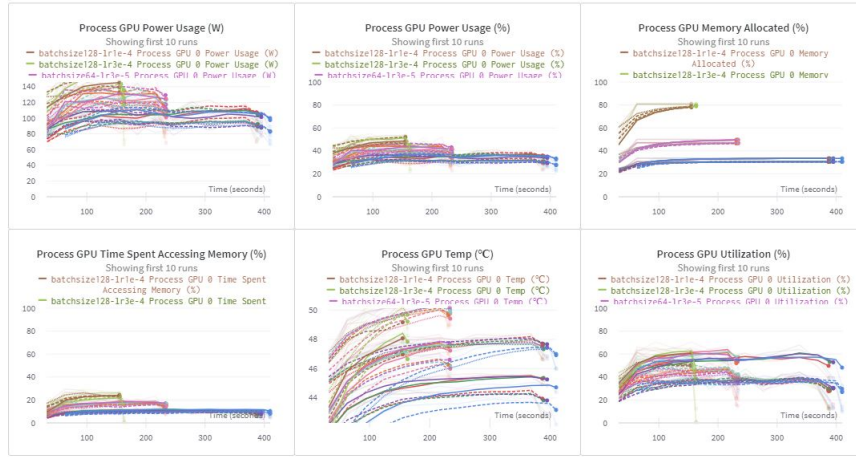 Process GPU Power Usage (W)
Showing first 10 runs
batchsize128-1r1e-4 Process GPU 0 Power Usage (W)
batchsize128-1r3e-4 Process GPU 0 Power Usage (W)
batchsize64-1r3e-5 Process GPU 0 Power Usage (W)
140
120
100
80
60
40
20
0
Time (seconds)
100 200 300 400
Process GPU Power Usage (%)
Showing first 10 runs
batchsize128-1r1e-4 Process GPU 0 Power Usage (%)
batchsize128-1r3e-4 Process GPU 0 Power Usage (%)
batchsize64-1r3e-5 Process GPU 0 Power Usage (%)
100
80
60
40
20
0
Time (seconds)
100 200 300 400
Process GPU Memory Allocated (%)
Showing first 10 runs
batchsize128-1r1e-4 Process GPU 0 Memory
Allocated (%)
batchsize128-1r3e-4 Process GPU 0 Memory
100
80
60
40
20
0
Time (seconds)
100 200 300 400
Process GPU Time Spent Accessing Memory (%)
Showing first 10 runs
batchsize128-1r1e-4 Process GPU 0 Time Spent
Accessing Memory (%)
batchsize128-1r3e-4 Process GPU 0 Time Spent
100
80
60
40
20
0
Time (seconds)
100 200 300 400
Process GPU Temp (℃)
Showing first 10 runs
batchsize128-1r1e-4 Process GPU 0 Temp (℃)
batchsize128-1r3e-4 Process GPU 0 Temp (℃)
batchsize64-1r3e-5 Process GPU 0 Temp (℃)
50
48
46
44
Time (seconds)
100 200 300 400
Process GPU Utilization (%)
Showing first 10 runs
batchsize128-1r1e-4 Process GPU 0 Utilization (%)
batchsize128-1r3e-4 Process GPU 0 Utilization (%)
batchsize64-1r3e-5 Process GPU 0 Utilization (%)
100
80
60
40
20
0
Time (seconds)
100 200 300 400